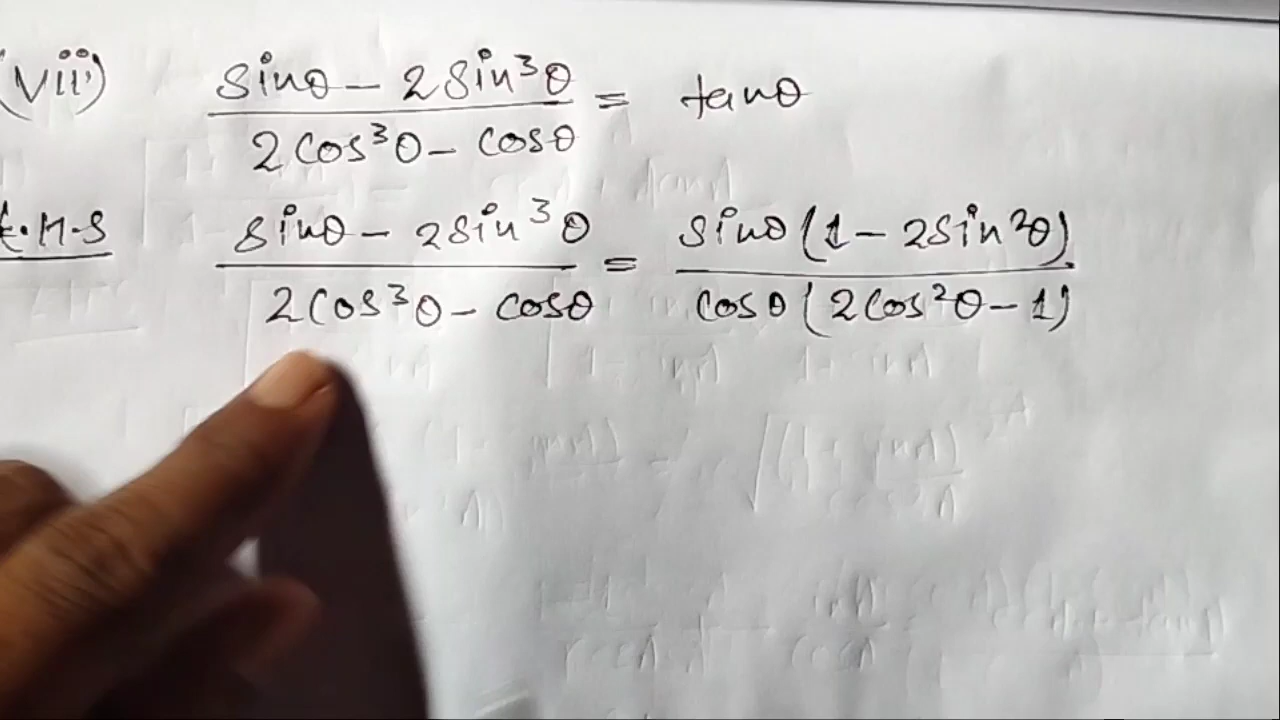 (Vii) sinθ - 2sin³θ / 2cos³θ - cosθ = tanθ
.H.S sinθ - 2sin³θ / 2cos³θ - cosθ = sinθ(1 - 2sin²θ) / cosθ(2cos²θ - 1)